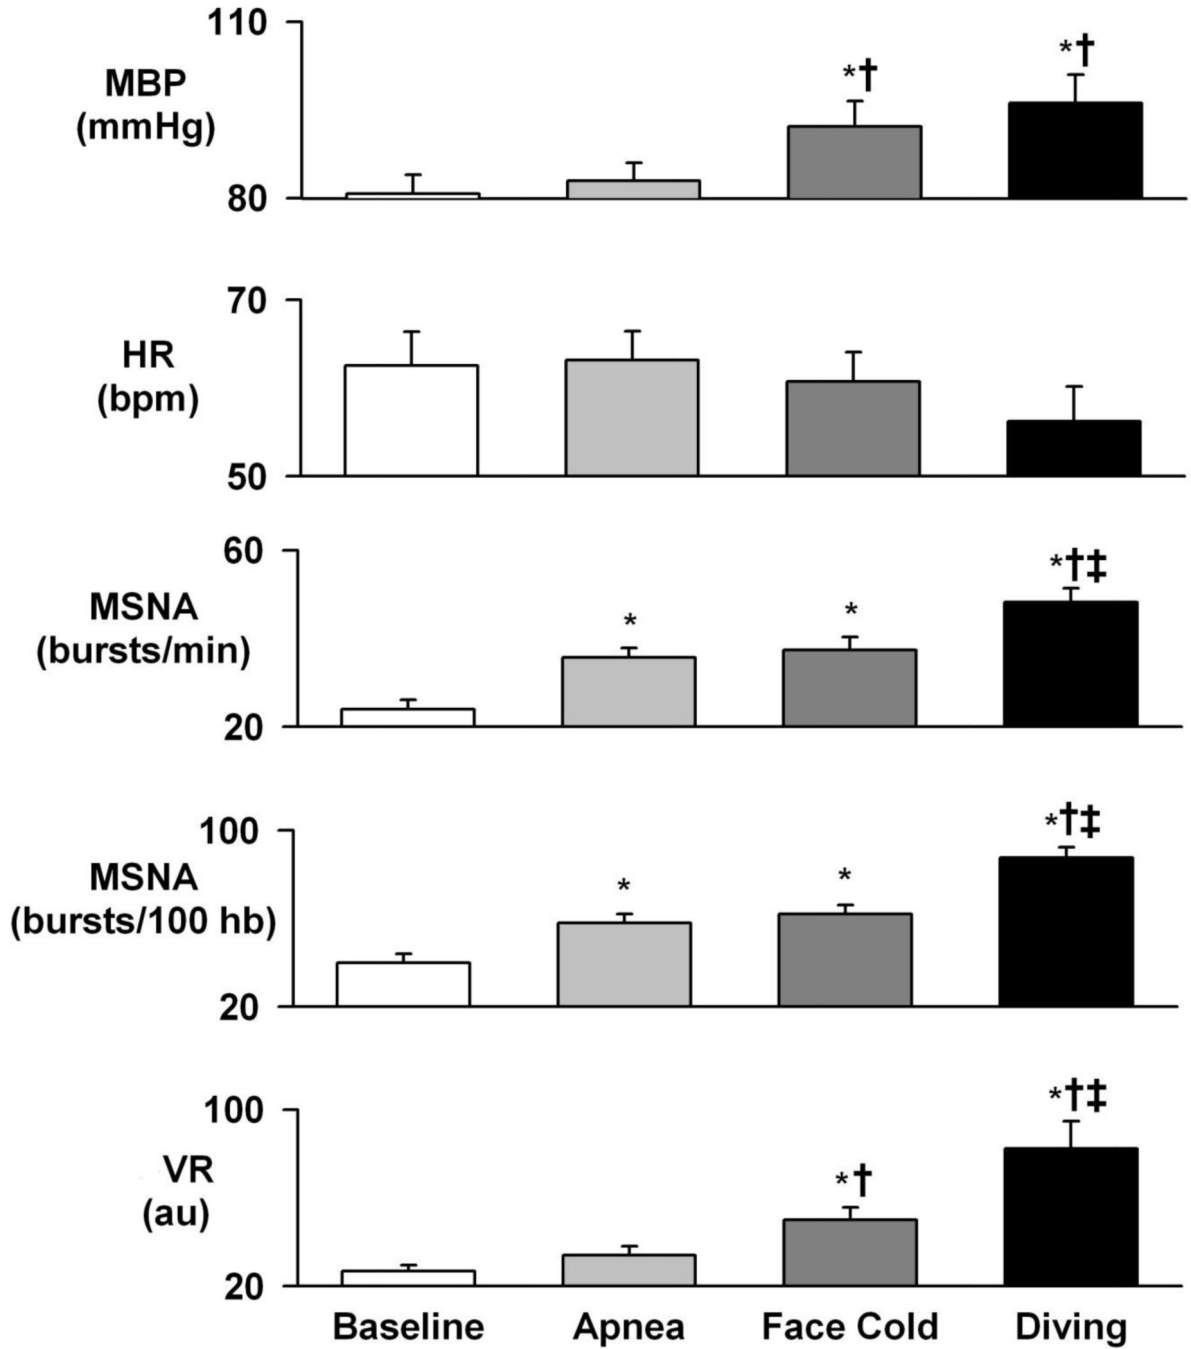 110
MBP
(mmHg)
*†
*†
80
70
HR
(bpm)
50
60
MSNA
(bursts/min)
*
*
*†‡
20
100
MSNA
(bursts/100 hb)
*
*
*†‡
20
100
VR
(au)
*†
*†‡
20
Baseline Apnea Face Cold Diving